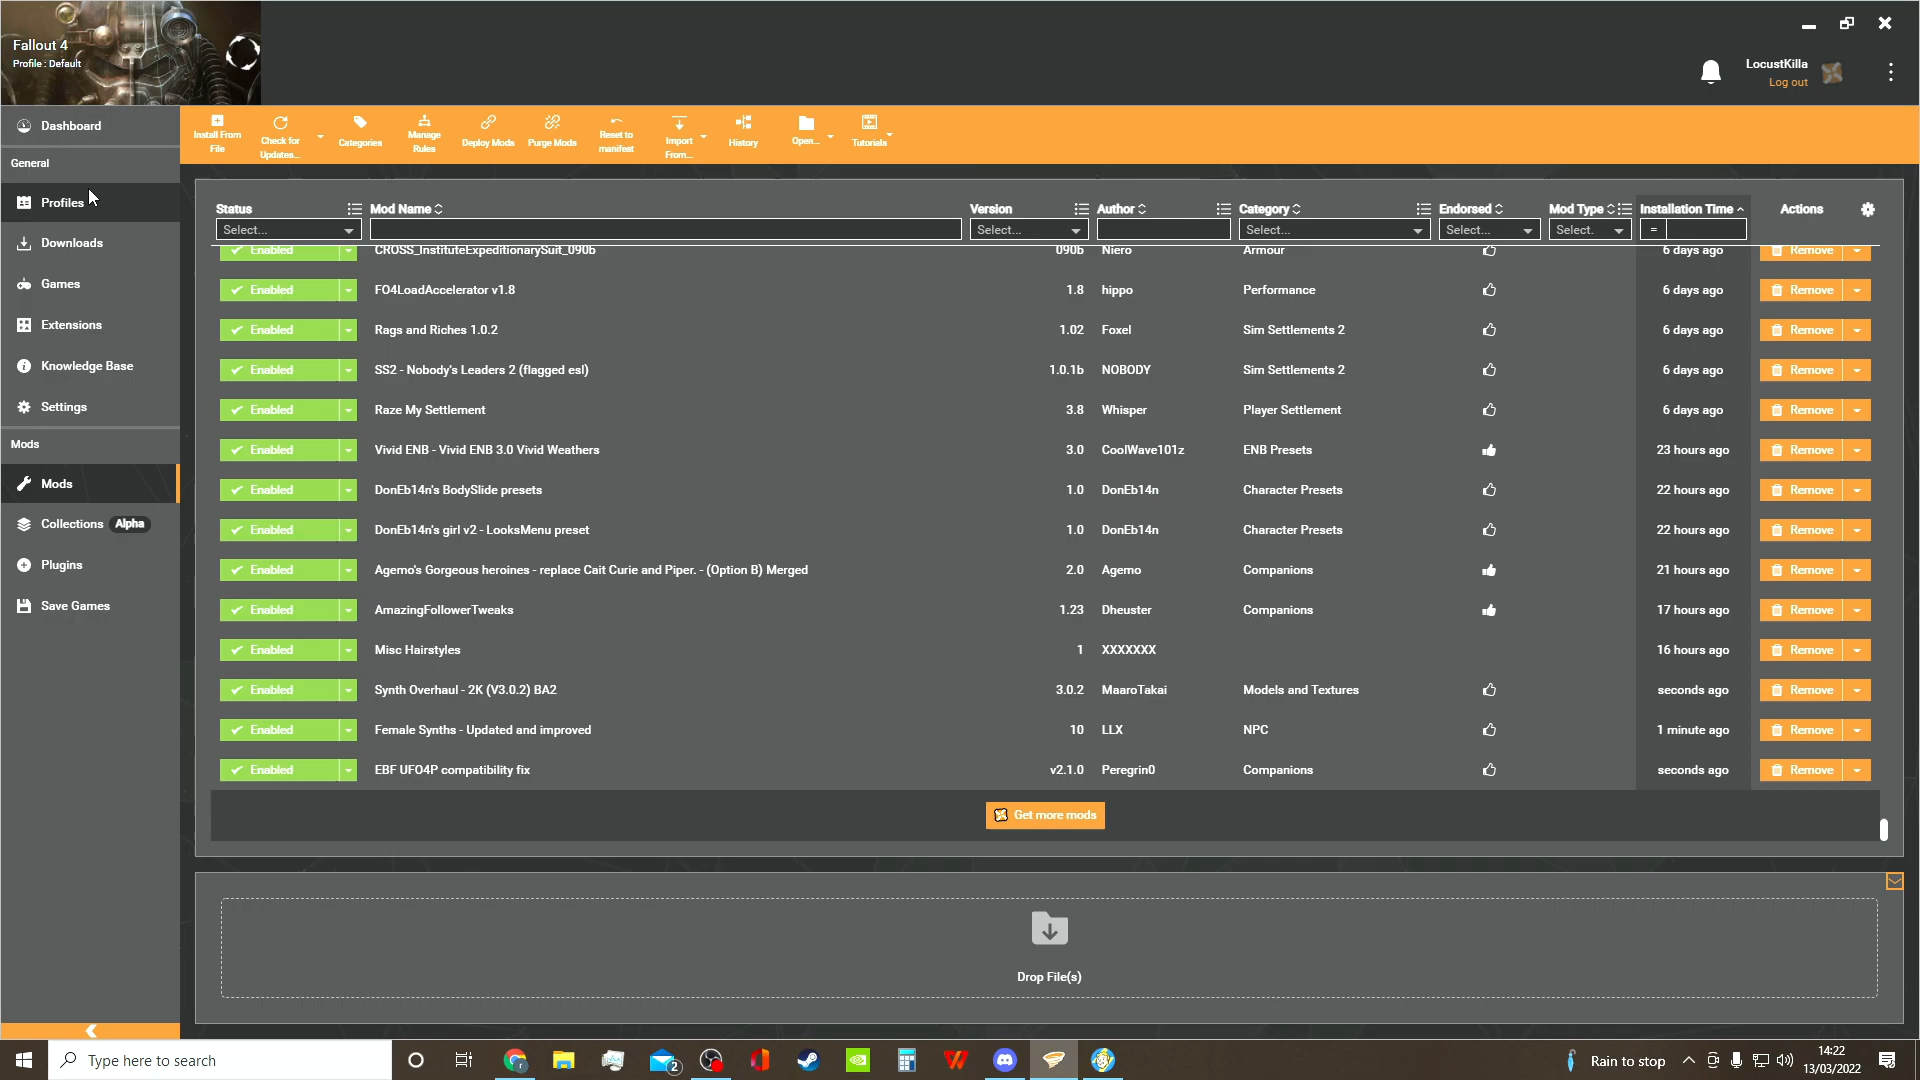 Fallout 4
Profile : Default
LocustKilla
Log out
Dashboard
General
Profiles
Downloads
Games
Extensions
Knowledge Base
Settings
Mods
Mods
Collections Alpha
Plugins
Save Games
Install From File
Check for Updates...
Categories
Manage Rules
Deploy Mods
Purge Mods
Reset to manifest
Import From...
History
Open...
Tutorials
Status Mod Name Version Author Category Endorsed Mod Type Installation Time Actions
Select... Select... Select... Select... Select. =
Enabled CROSS_InstituteExpeditionarySuit_090b 090b Niero Armour 6 days ago Remove
Enabled FO4LoadAccelerator v1.8 1.8 hippo Performance 6 days ago Remove
Enabled Rags and Riches 1.0.2 1.02 Foxel Sim Settlements 2 6 days ago Remove
Enabled SS2 - Nobody's Leaders 2 (flagged esl) 1.0.1b NOBODY Sim Settlements 2 6 days ago Remove
Enabled Raze My Settlement 3.8 Whisper Player Settlement 6 days ago Remove
Enabled Vivid ENB - Vivid ENB 3.0 Vivid Weathers 3.0 CoolWave101z ENB Presets 23 hours ago Remove
Enabled DonEb14n's BodySlide presets 1.0 DonEb14n Character Presets 22 hours ago Remove
Enabled DonEb14n's girl v2 - LooksMenu preset 1.0 DonEb14n Character Presets 22 hours ago Remove
Enabled Agemo's Gorgeous heroines - replace Cait Curie and Piper. - (Option B) Merged 2.0 Agemo Companions 21 hours ago Remove
Enabled AmazingFollowerTweaks 1.23 Dheuster Companions 17 hours ago Remove
Enabled Misc Hairstyles 1 XXXXXXX 16 hours ago Remove
Enabled Synth Overhaul - 2K (V3.0.2) BA2 3.0.2 MaaroTakai Models and Textures seconds ago Remove
Enabled Female Synths - Updated and improved 10 LLX NPC 1 minute ago Remove
Enabled EBF UFO4P compatibility fix v2.1.0 Peregrin0 Companions seconds ago Remove
Get more mods
Drop File(s)
Type here to search
2
Rain to stop
14:22
13/03/2022